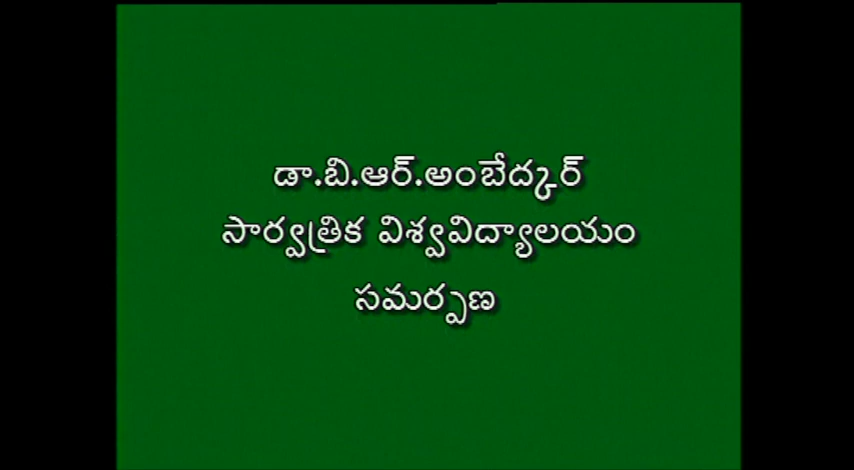 డా.బి.ఆర్.అంబేద్కర్
సార్వత్రిక విశ్వవిద్యాలయం
సమర్పణ